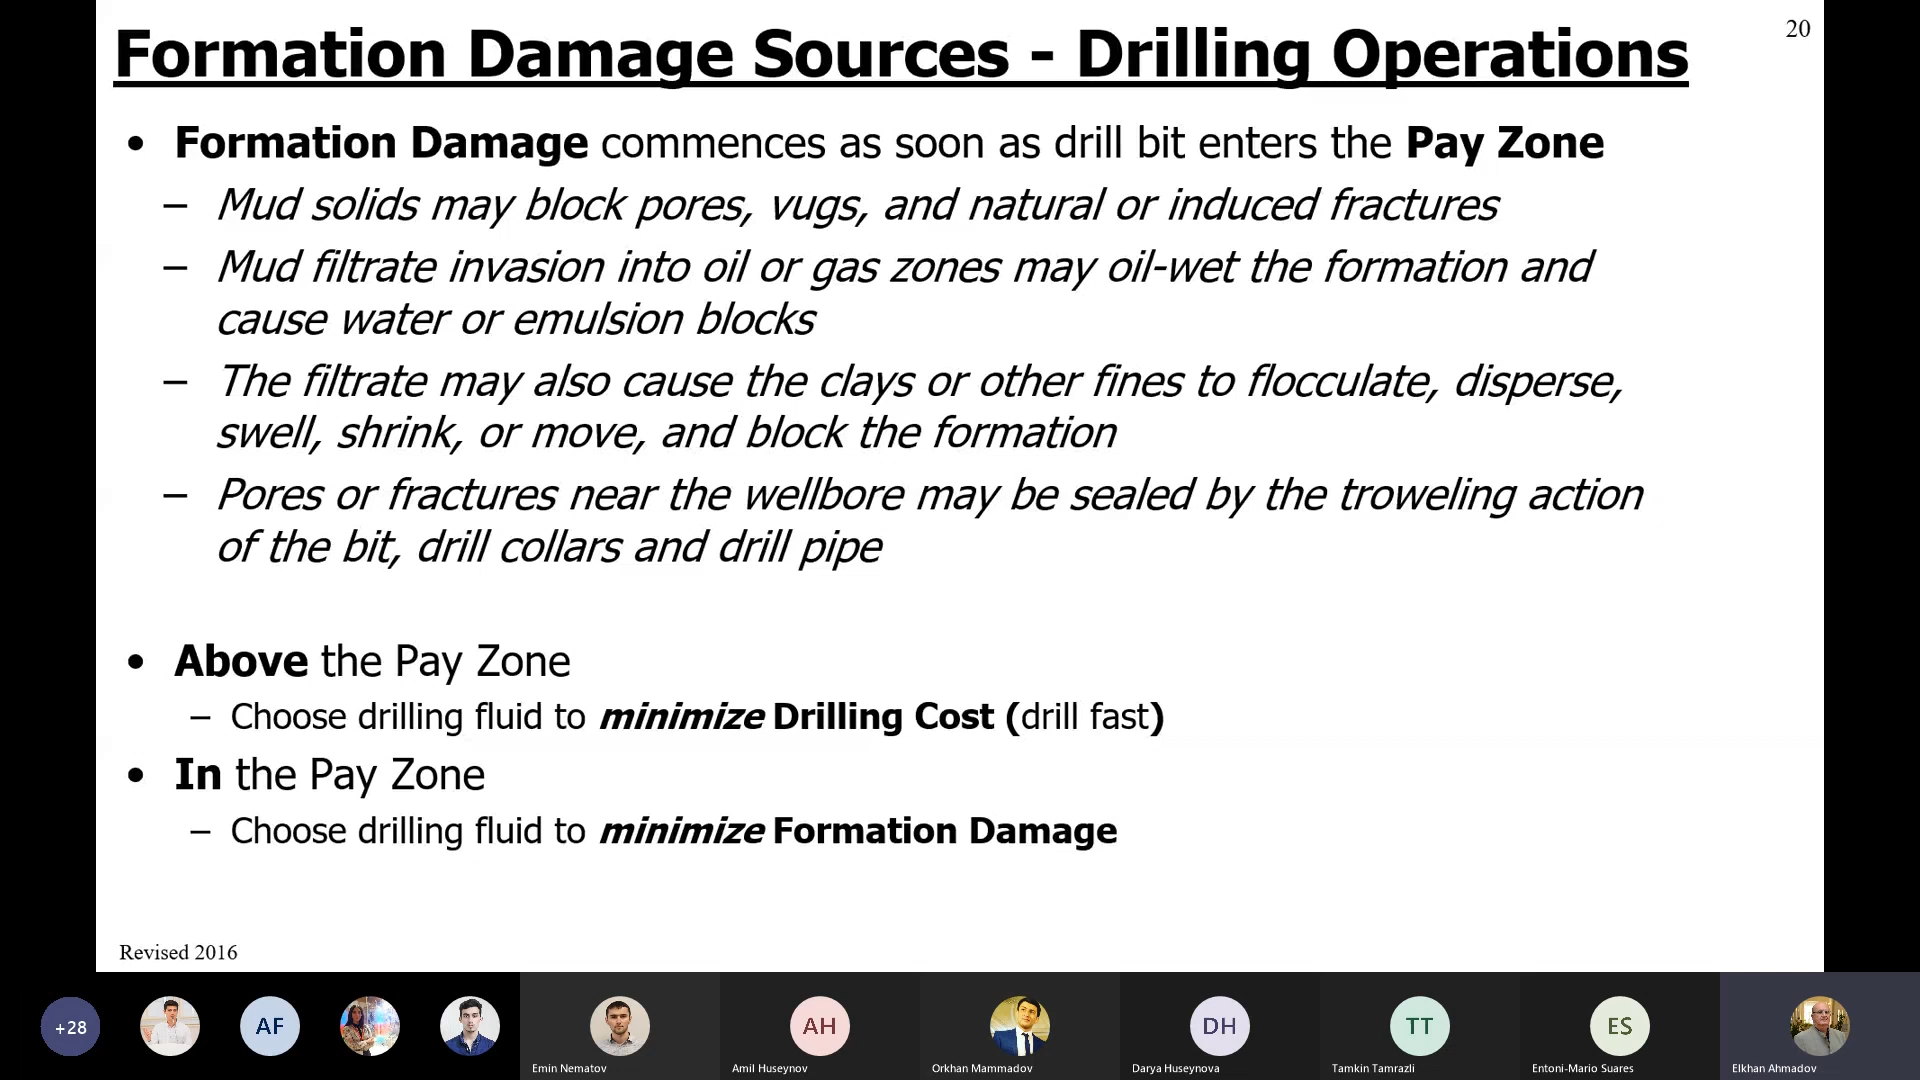 20
Formation Damage Sources - Drilling Operations
• Formation Damage commences as soon as drill bit enters the Pay Zone
– Mud solids may block pores, vugs, and natural or induced fractures
– Mud filtrate invasion into oil or gas zones may oil-wet the formation and
cause water or emulsion blocks
– The filtrate may also cause the clays or other fines to flocculate, disperse,
swell, shrink, or move, and block the formation
– Pores or fractures near the wellbore may be sealed by the troweling action
of the bit, drill collars and drill pipe
• Above the Pay Zone
– Choose drilling fluid to minimize Drilling Cost (drill fast)
• In the Pay Zone
– Choose drilling fluid to minimize Formation Damage
Revised 2016
+28
AF
AH
DH
TT
ES
Emin Nematov
Amil Huseynov
Orkhan Mammadov
Darya Huseynova
Tamkin Tamrazli
Entoni-Mario Suares
Elkhan Ahmadov